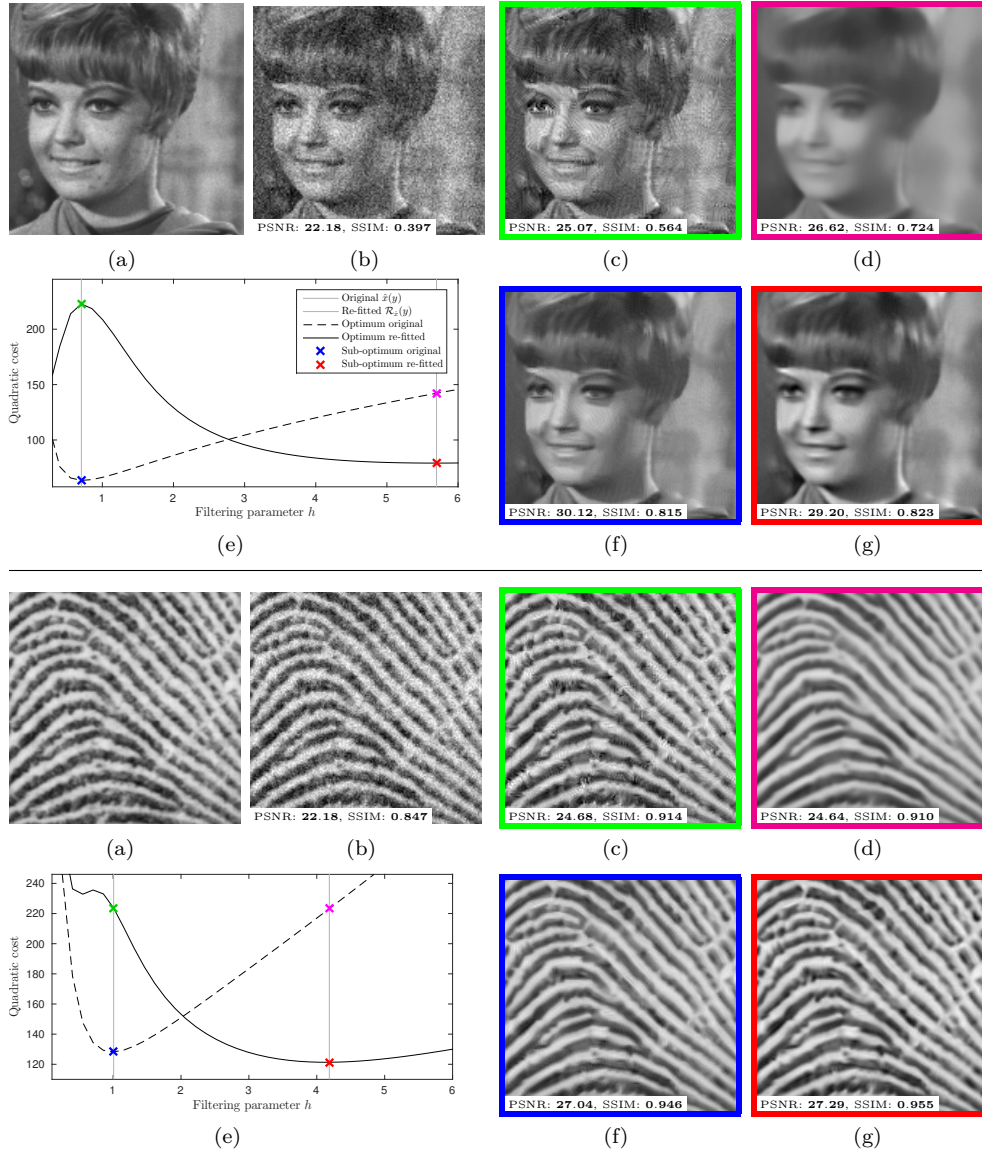 PSNR: 22.18, SSIM: 0.397
PSNR: 25.07, SSIM: 0.564
PSNR: 26.62, SSIM: 0.724
(a)
(b)
(c)
(d)
Quadratic cost
200
150
100
1
2
3
4
5
6
Filtering parameter h
Original x̂(y)
Re-fitted ℛ_x̂(y)
Optimum original
Optimum re-fitted
Sub-optimum original
Sub-optimum re-fitted
PSNR: 30.12, SSIM: 0.815
PSNR: 29.20, SSIM: 0.823
(e)
(f)
(g)
PSNR: 22.18, SSIM: 0.847
PSNR: 24.68, SSIM: 0.914
PSNR: 24.64, SSIM: 0.910
(a)
(b)
(c)
(d)
Quadratic cost
240
220
200
180
160
140
120
1
2
3
4
5
6
Filtering parameter h
PSNR: 27.04, SSIM: 0.946
PSNR: 27.29, SSIM: 0.955
(e)
(f)
(g)